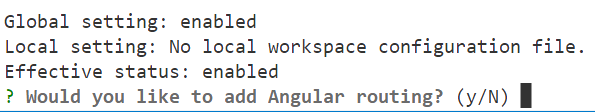 Global setting: enabled
Local setting: No local workspace configuration file.
Effective status: enabled
? Would you like to add Angular routing? (y/N)